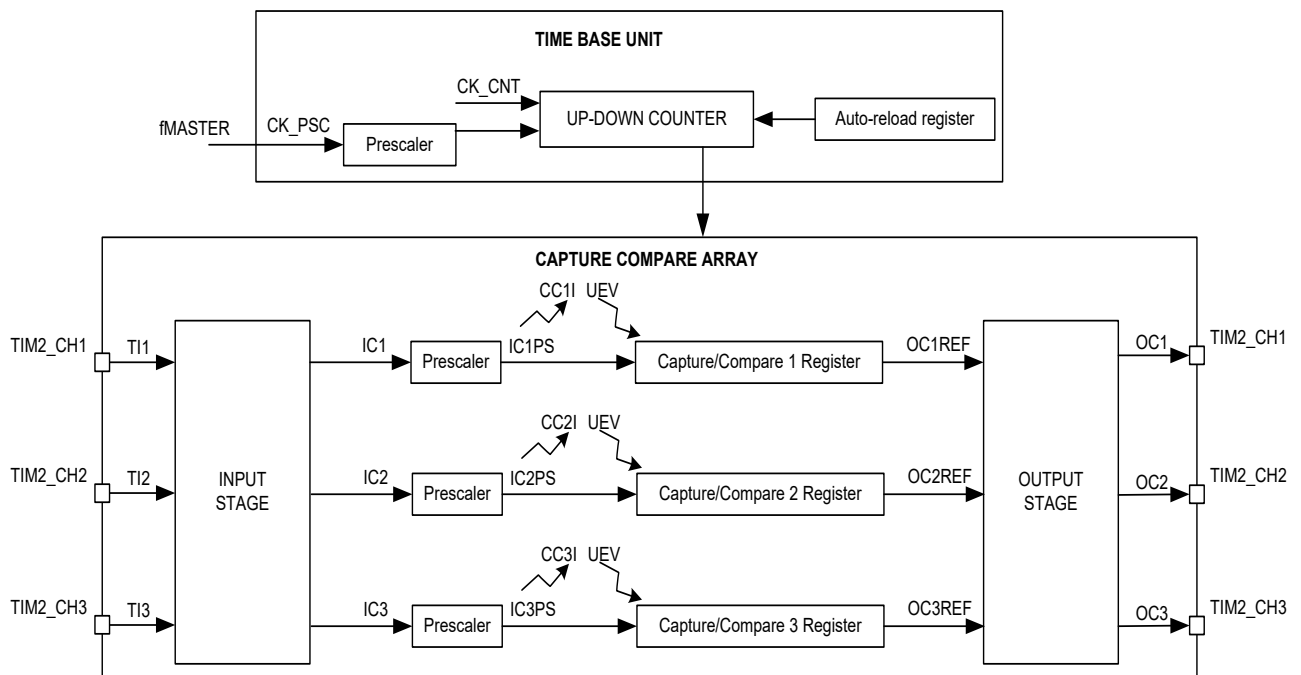 TIME BASE UNIT
fMASTER
CK_PSC
Prescaler
CK_CNT
UP-DOWN COUNTER
Auto-reload register
CAPTURE COMPARE ARRAY
CC1I UEV
TIM2_CH1
TI1
IC1
Prescaler
IC1PS
Capture/Compare 1 Register
OC1REF
OC1
TIM2_CH1
CC2I UEV
TIM2_CH2
TI2
INPUT
STAGE
IC2
Prescaler
IC2PS
Capture/Compare 2 Register
OC2REF
OUTPUT
STAGE
OC2
TIM2_CH2
CC3I UEV
TIM2_CH3
TI3
IC3
Prescaler
IC3PS
Capture/Compare 3 Register
OC3REF
OC3
TIM2_CH3